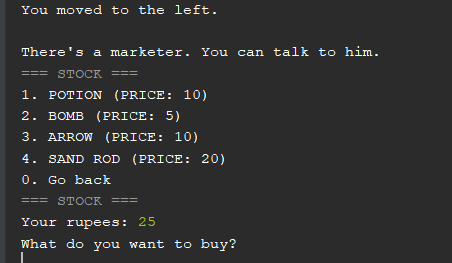 You moved to the left.
There's a marketer. You can talk to him.
=== STOCK ===
1. POTION (PRICE: 10)
2. BOMB (PRICE: 5)
3. ARROW (PRICE: 10)
4. SAND ROD (PRICE: 20)
0. Go back
=== STOCK ===
Your rupees: 25
What do you want to buy?